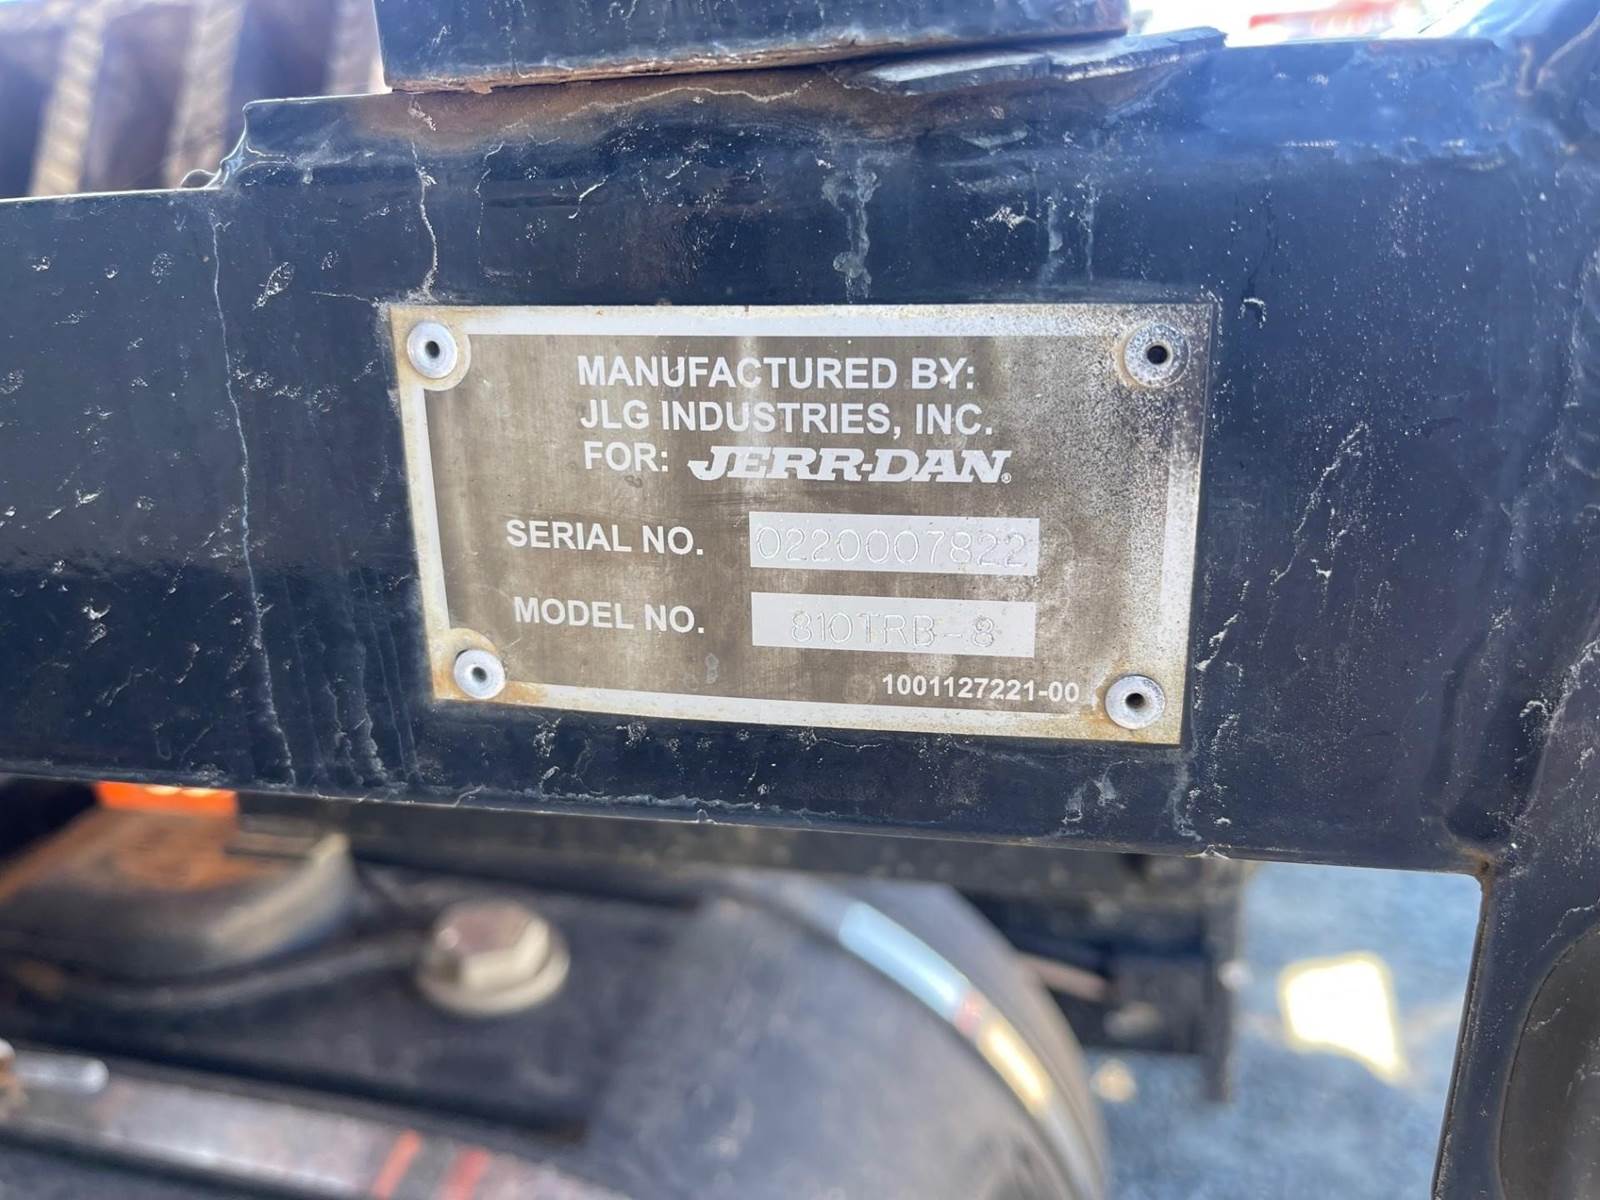 MANUFACTURED BY:
JLG INDUSTRIES, INC.
FOR: JERR-DAN®
SERIAL NO. 0220007822
MODEL NO. 810TRB-8
1001127221-00